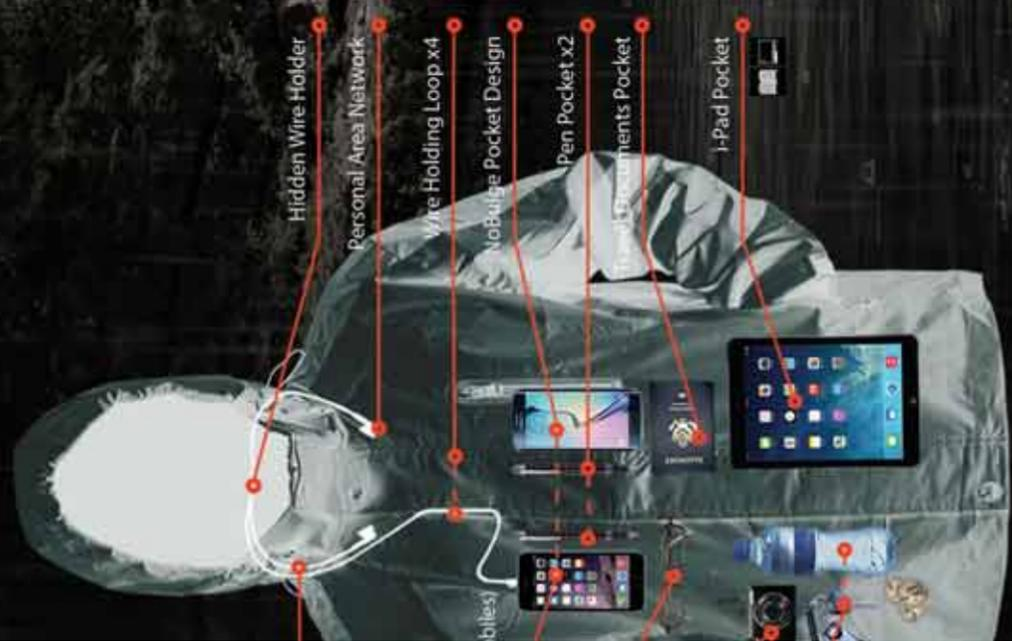 Hidden Wire Holder
Personal Area Network
Wire Holding Loop x4
NoBulge Pocket Design
Pen Pocket x2
Travel Documents Pocket
i-Pad Pocket